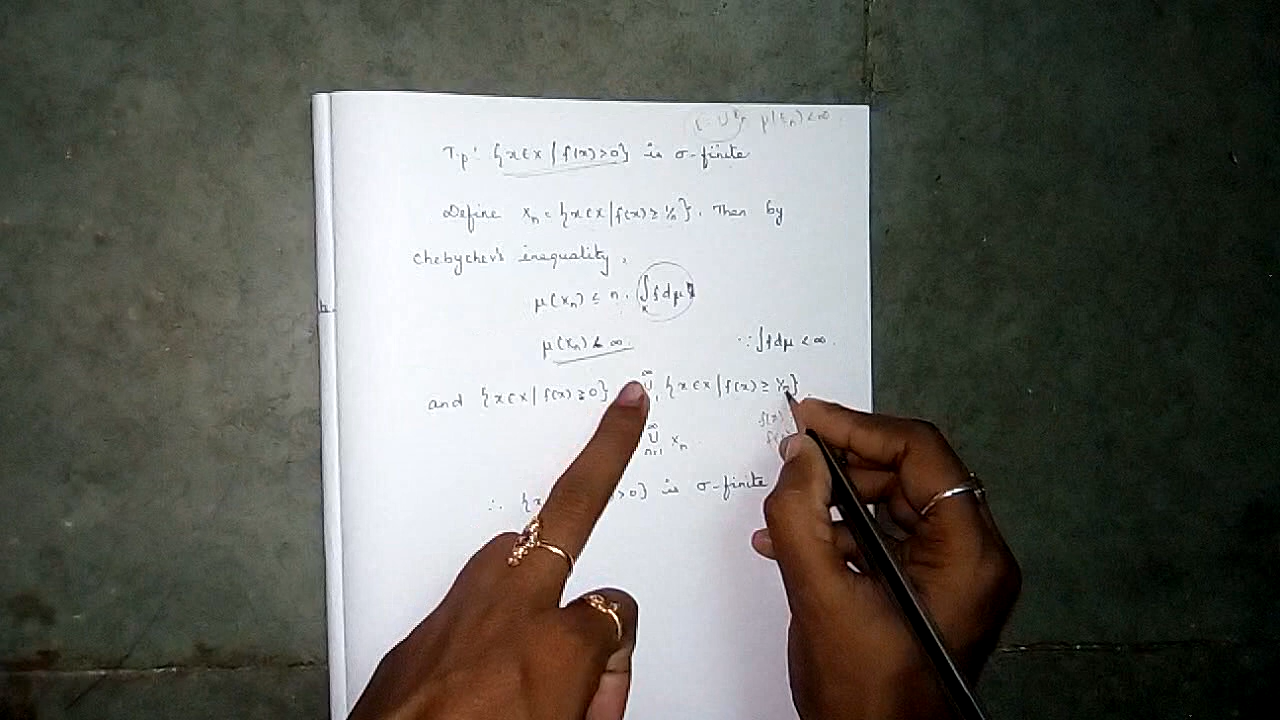 μ(Eₙ) < ∞.
T.p: {x∈X / f(x)>0} is σ-finite
Define Xₙ = {x∈X / f(x) ≥ 1/n}. Then by
Chebychev's inequality,
μ(Xₙ) ≤ n. ∫ₓ f dμ
μ(Xₙ) < ∞. ∵ ∫f dμ < ∞.
and {x∈X / f(x) ≥0} ∞ U {x∈X / f(x) ≥ 1/n}.
f(x)
∞ U n=1 Xₙ.
∴ {x >0} is σ-finite